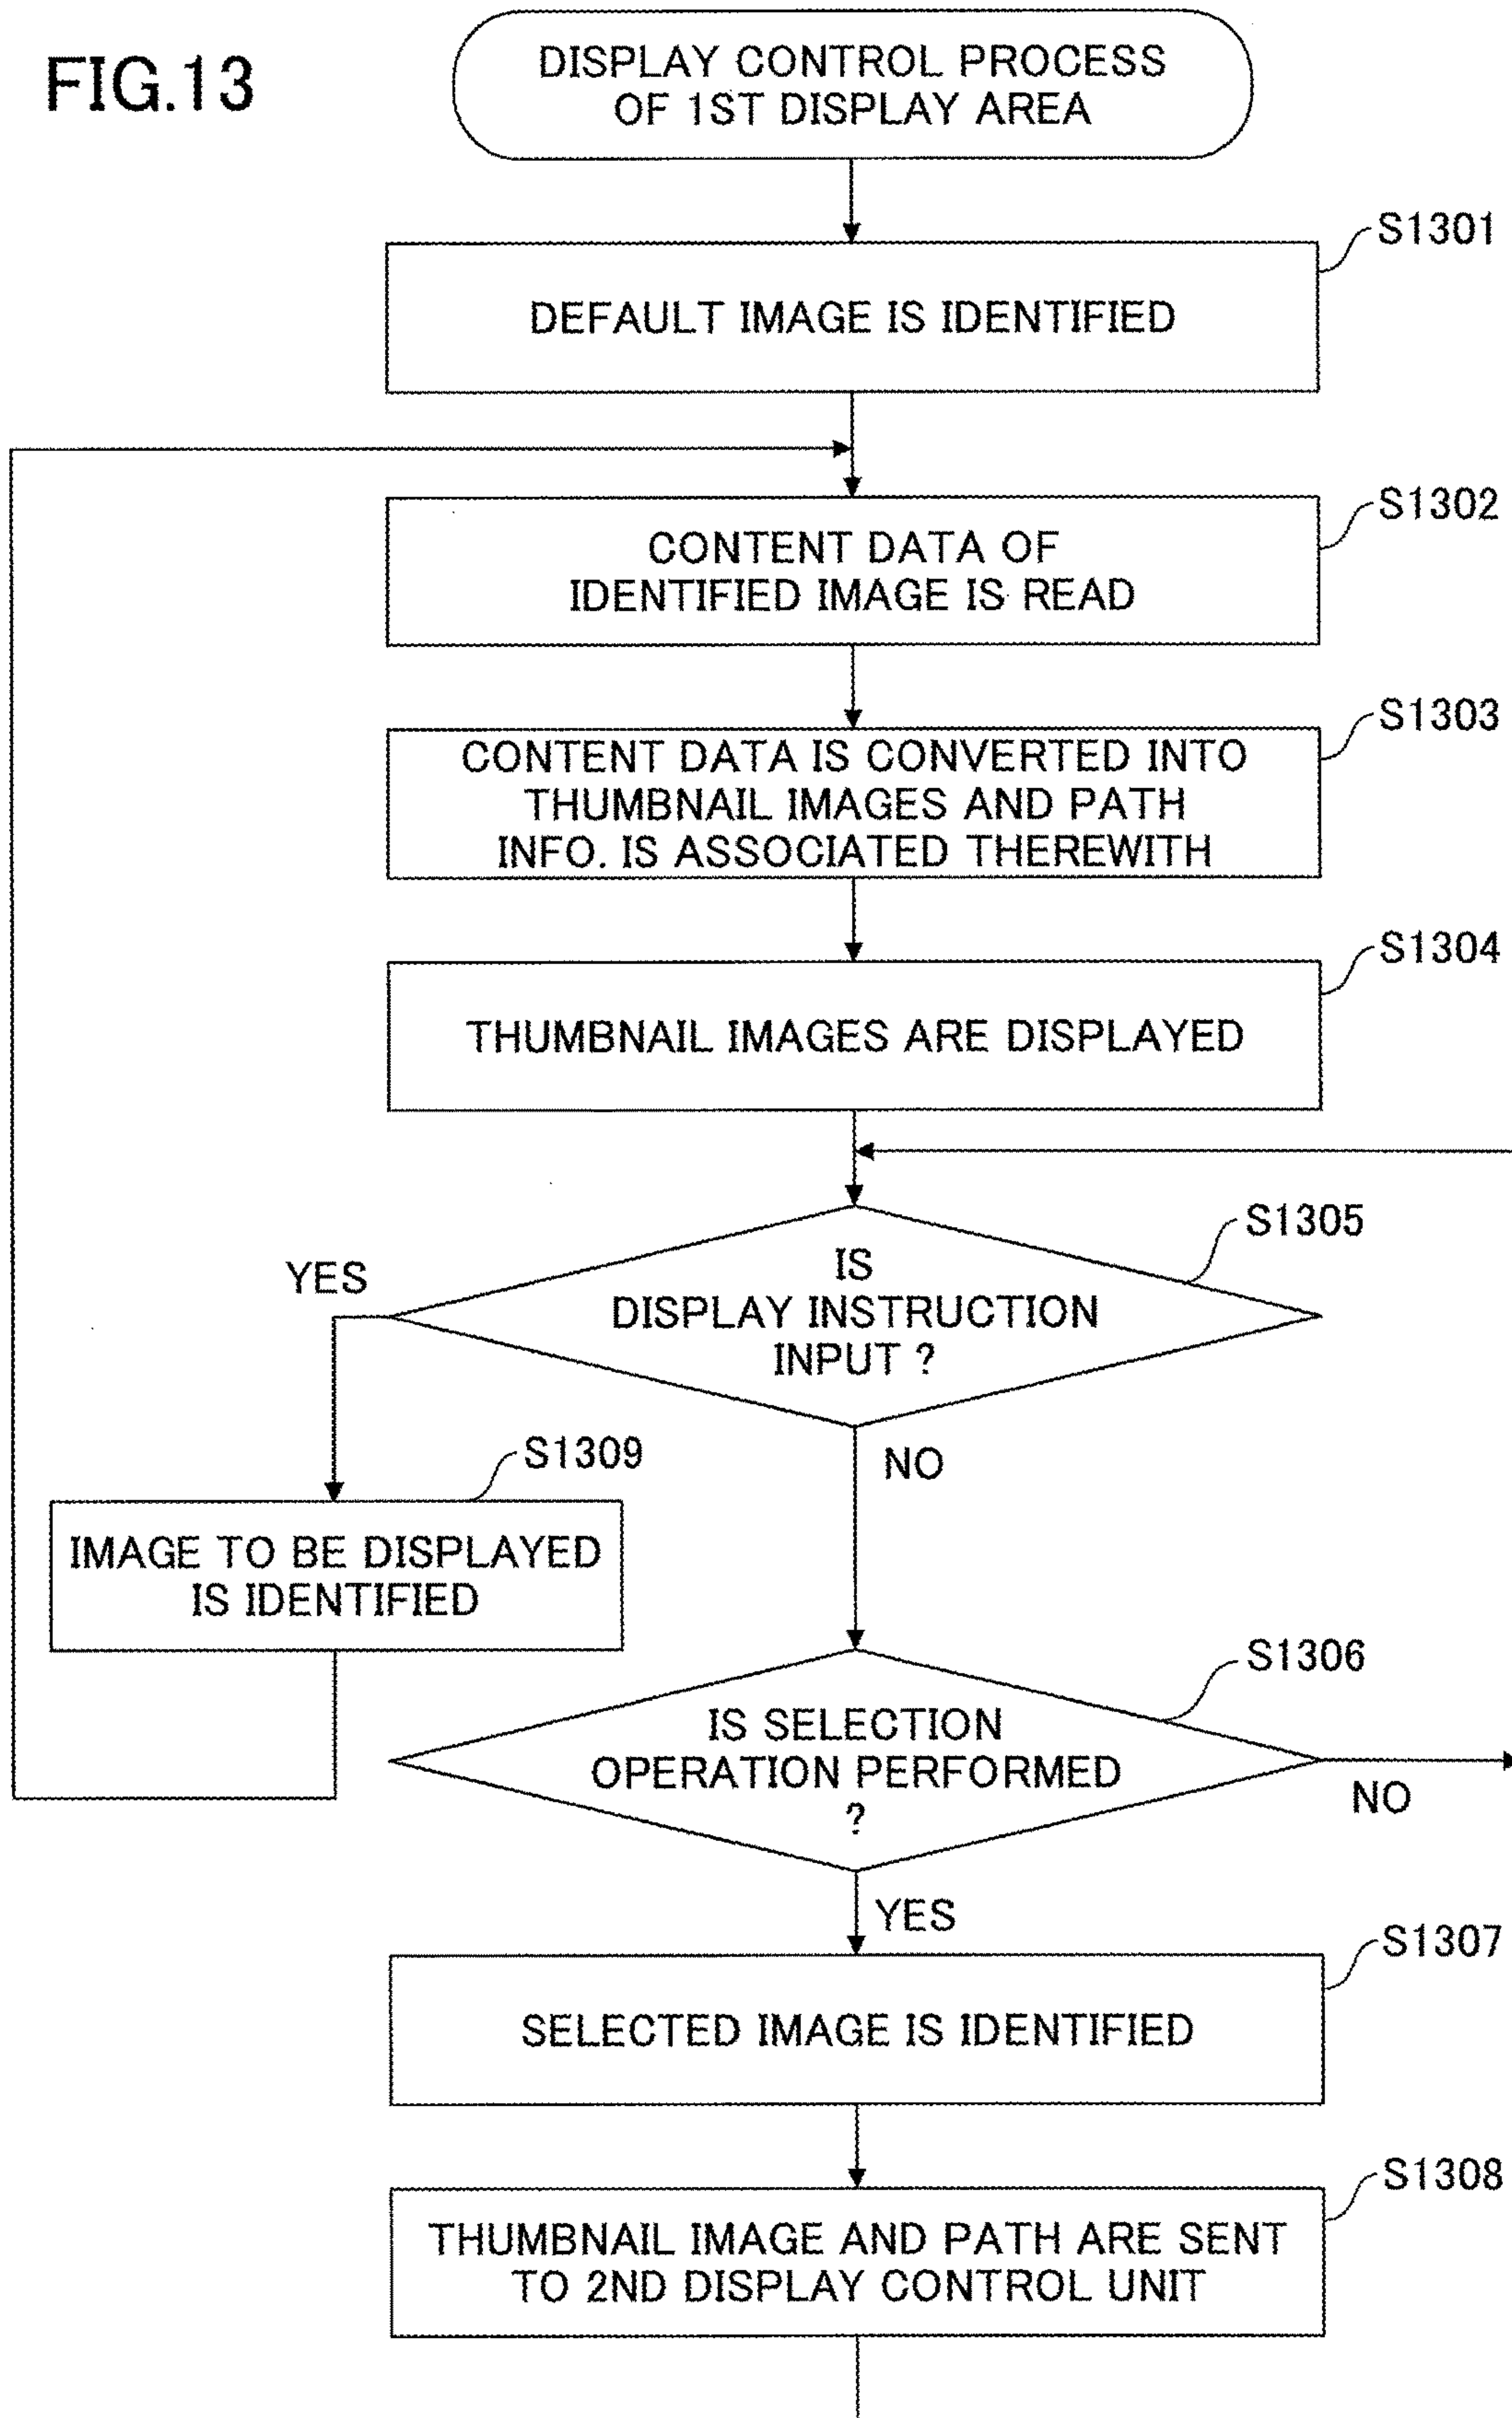 FIG.13
DISPLAY CONTROL PROCESS
OF 1ST DISPLAY AREA
S1301
DEFAULT IMAGE IS IDENTIFIED
S1302
CONTENT DATA OF
IDENTIFIED IMAGE IS READ
S1303
CONTENT DATA IS CONVERTED INTO
THUMBNAIL IMAGES AND PATH
INFO. IS ASSOCIATED THEREWITH
S1304
THUMBNAIL IMAGES ARE DISPLAYED
S1305
YES
IS
DISPLAY INSTRUCTION
INPUT ?
NO
S1309
IMAGE TO BE DISPLAYED
IS IDENTIFIED
S1306
IS SELECTION
OPERATION PERFORMED
?
NO
YES
S1307
SELECTED IMAGE IS IDENTIFIED
S1308
THUMBNAIL IMAGE AND PATH ARE SENT
TO 2ND DISPLAY CONTROL UNIT